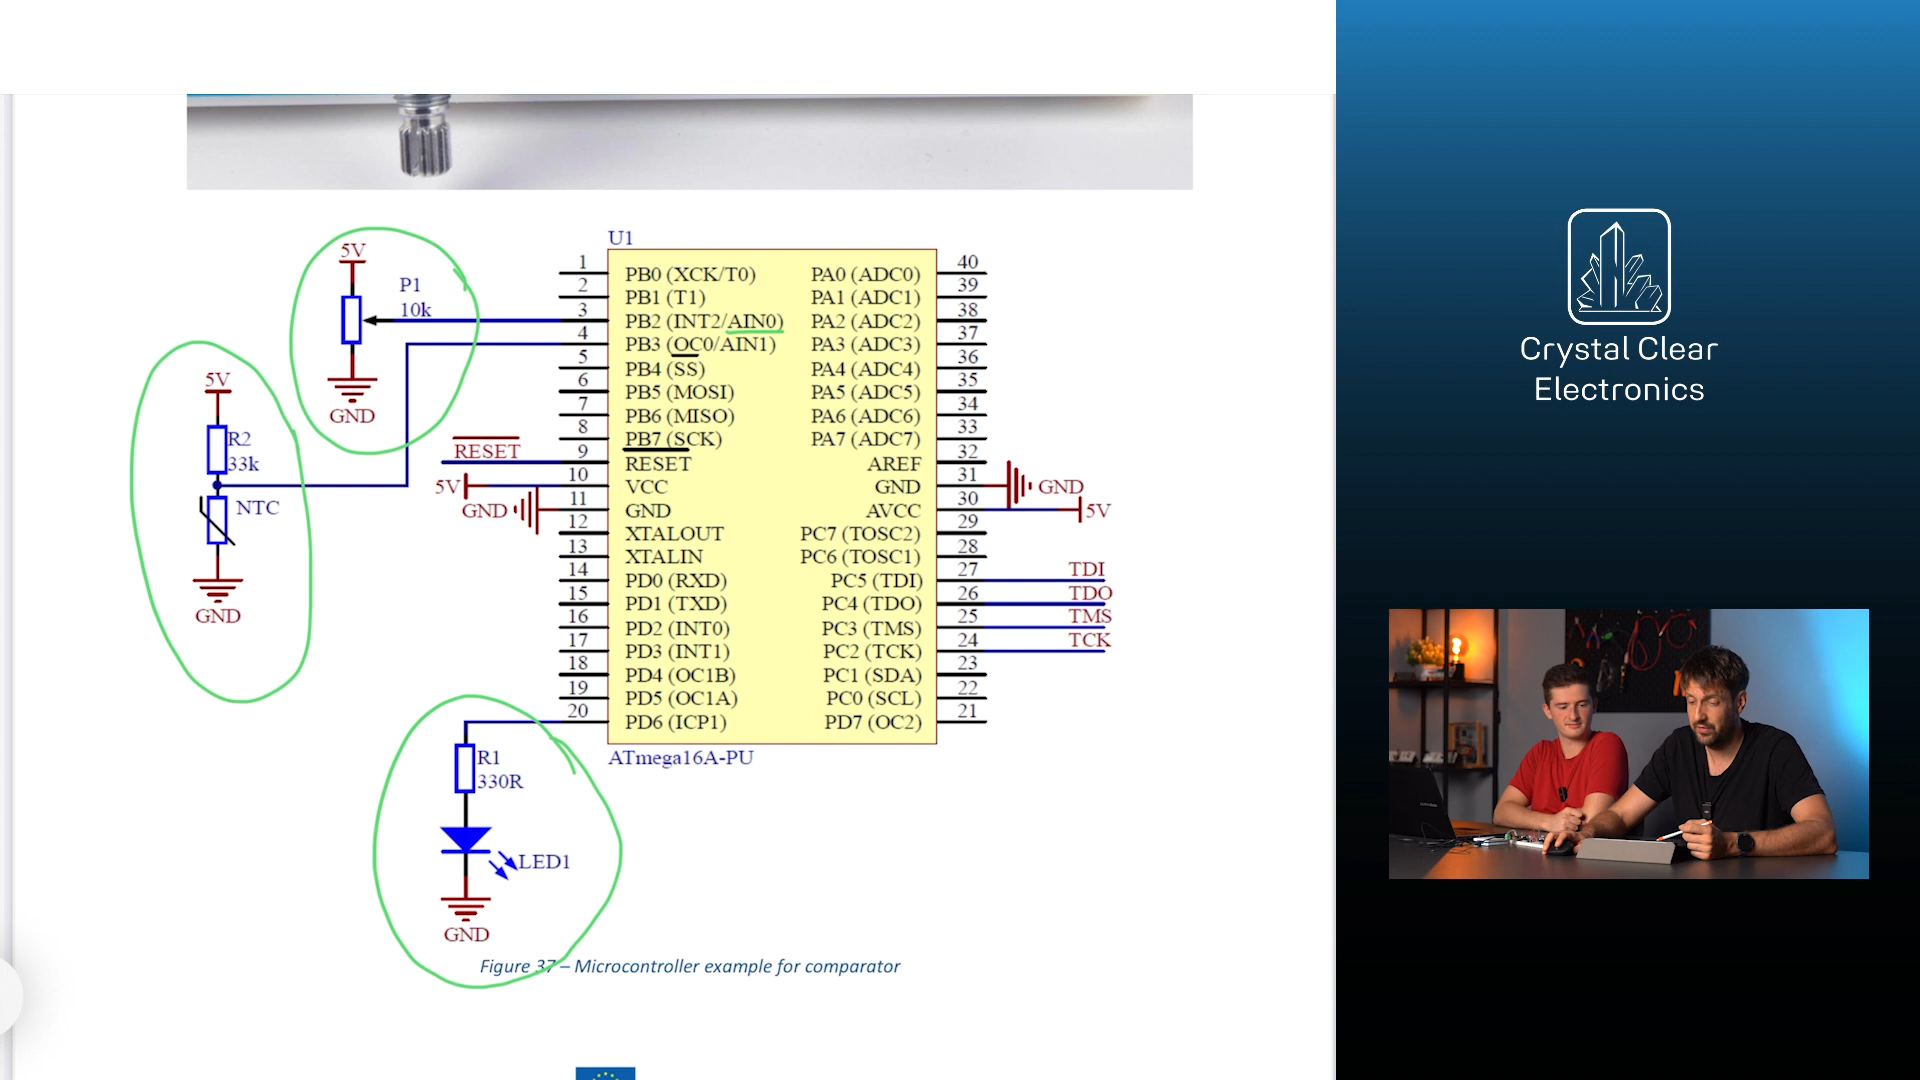 5V
P1
10k
GND
5V
R2
33k
NTC
GND
RESET
5V
GND
U1
1 PB0 (XCK/T0) PA0 (ADC0) 40
2 PB1 (T1) PA1 (ADC1) 39
3 PB2 (INT2/AIN0) PA2 (ADC2) 38
4 PB3 (OC0/AIN1) PA3 (ADC3) 37
5 PB4 (SS) PA4 (ADC4) 36
6 PB5 (MOSI) PA5 (ADC5) 35
7 PB6 (MISO) PA6 (ADC6) 34
8 PB7 (SCK) PA7 (ADC7) 33
9 RESET AREF 32
10 VCC GND 31
11 GND AVCC 30
12 XTALOUT PC7 (TOSC2) 29
13 XTALIN PC6 (TOSC1) 28
14 PD0 (RXD) PC5 (TDI) 27
15 PD1 (TXD) PC4 (TDO) 26
16 PD2 (INT0) PC3 (TMS) 25
17 PD3 (INT1) PC2 (TCK) 24
18 PD4 (OC1B) PC1 (SDA) 23
19 PD5 (OC1A) PC0 (SCL) 22
20 PD6 (ICP1) PD7 (OC2) 21
ATmega16A-PU
GND
5V
TDI
TDO
TMS
TCK
R1
330R
LED1
GND
Figure 37 – Microcontroller example for comparator
Crystal Clear
Electronics